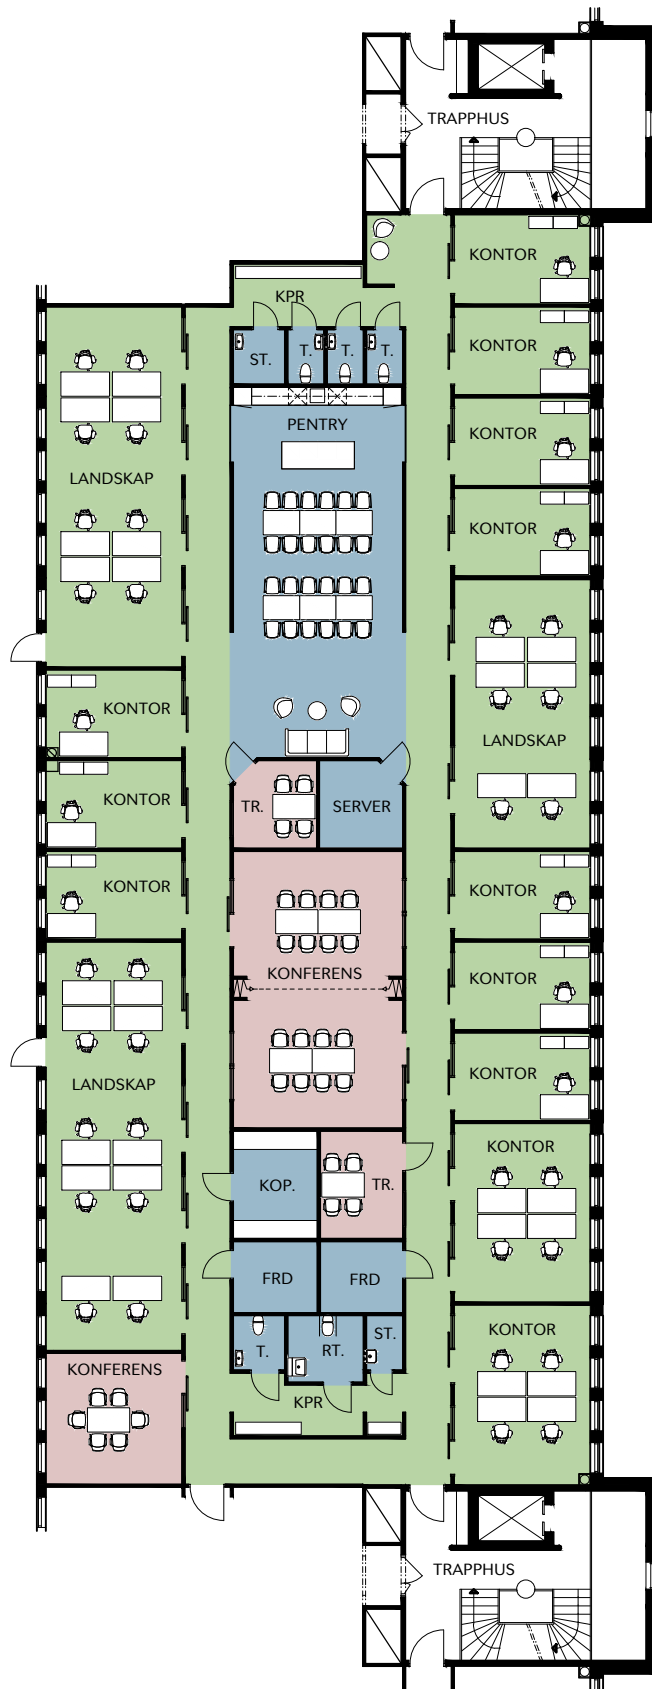 TRAPPHUS
KONTOR
KPR
KONTOR
ST.
T.
T.
T.
PENTRY
KONTOR
LANDSKAP
KONTOR
KONTOR
LANDSKAP
KONTOR
TR.
SERVER
KONTOR
KONTOR
KONFERENS
KONTOR
KONTOR
LANDSKAP
KONTOR
KOP.
TR.
FRD
FRD
KONTOR
T.
RT.
ST.
KONFERENS
KPR
TRAPPHUS